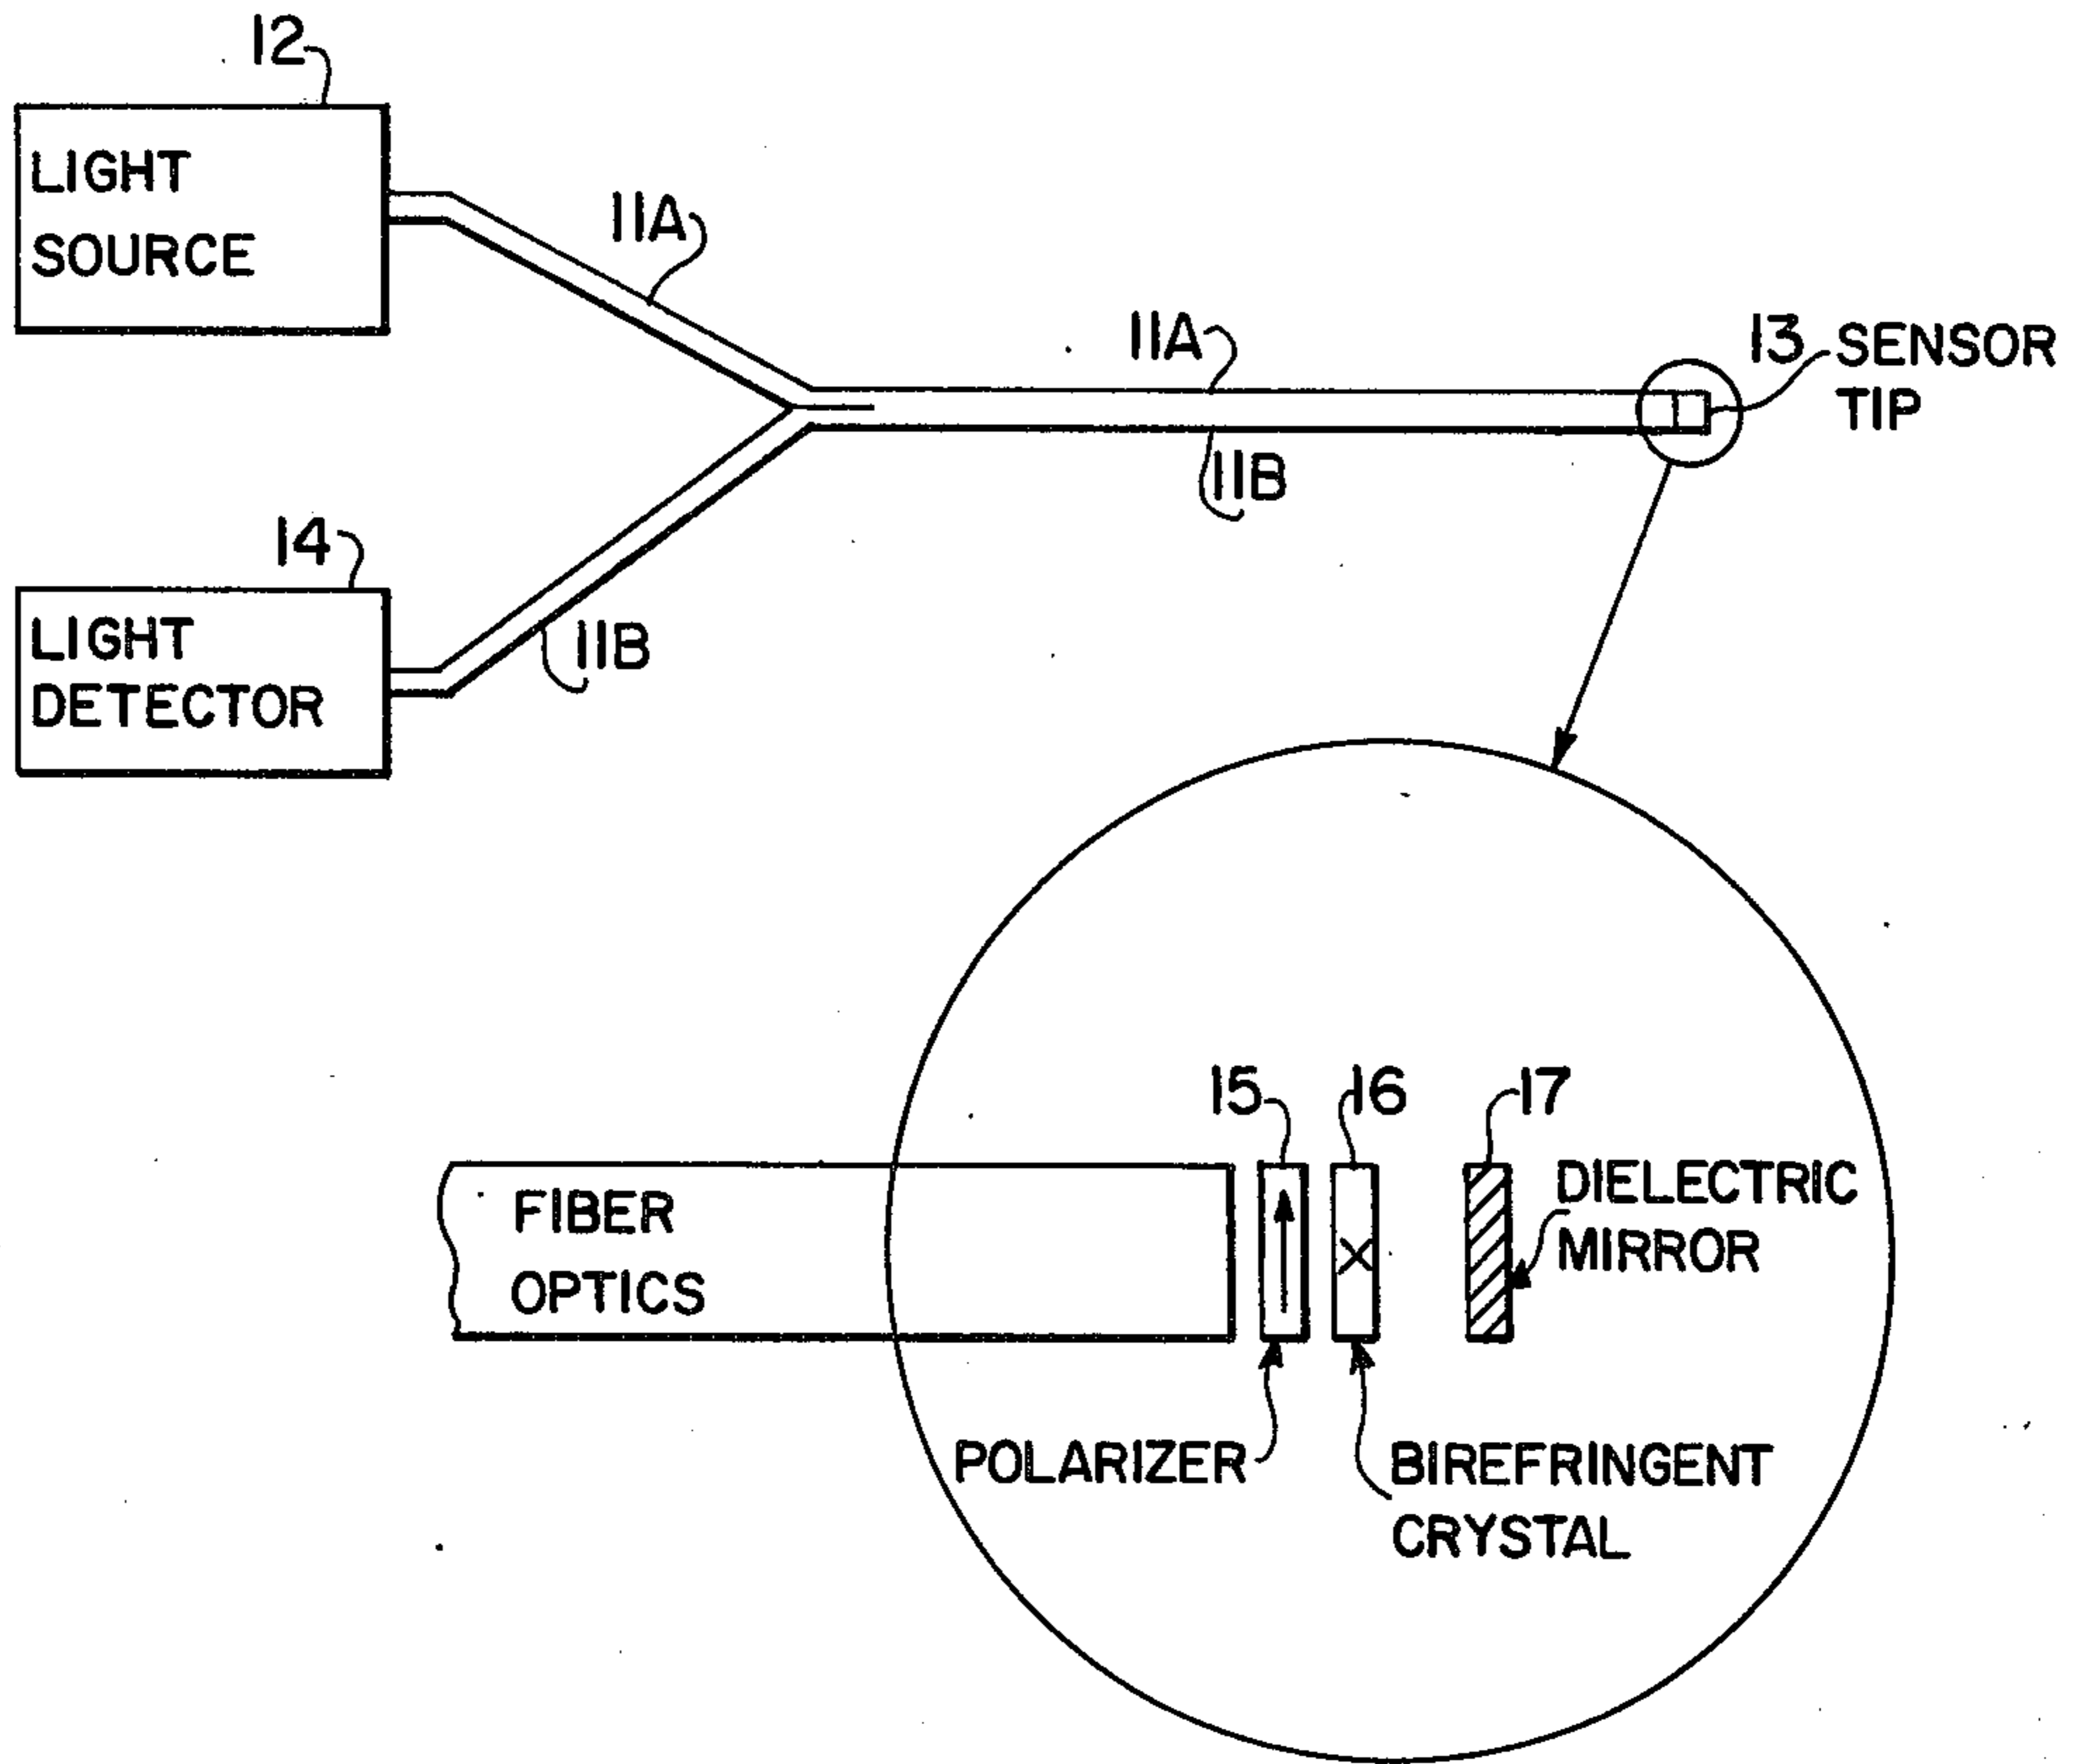 12
LIGHT
SOURCE
11A
11A
13 SENSOR
TIP
11B
14
LIGHT
DETECTOR
11B
15
16
17
DIELECTRIC
MIRROR
FIBER
OPTICS
POLARIZER
BIREFRINGENT
CRYSTAL